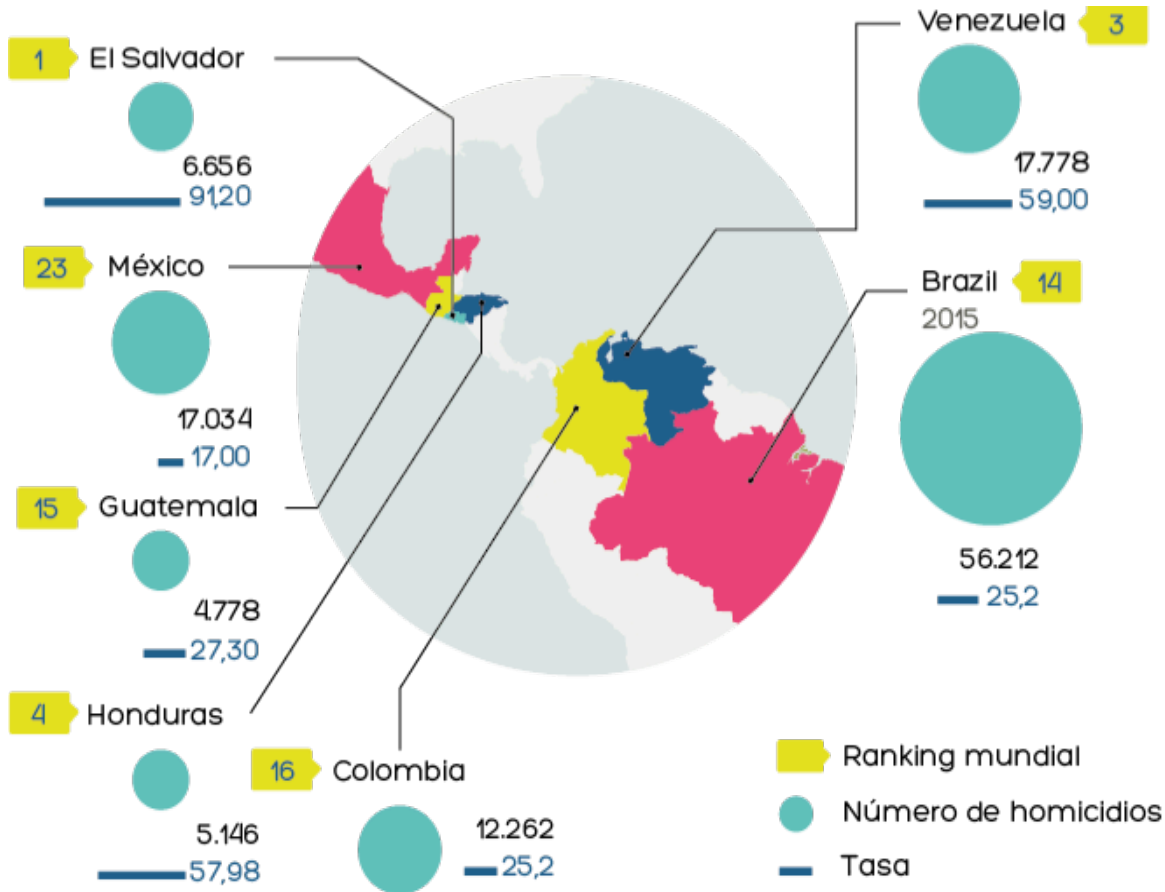 1 El Salvador
6.656
91,20
23 México
17.034
17,00
15 Guatemala
4.778
27,30
4 Honduras
5.146
57,98
16 Colombia
12.262
25,2
Venezuela 3
17.778
59,00
Brazil 14
2015
56.212
25,2
Ranking mundial
Número de homicidios
Tasa